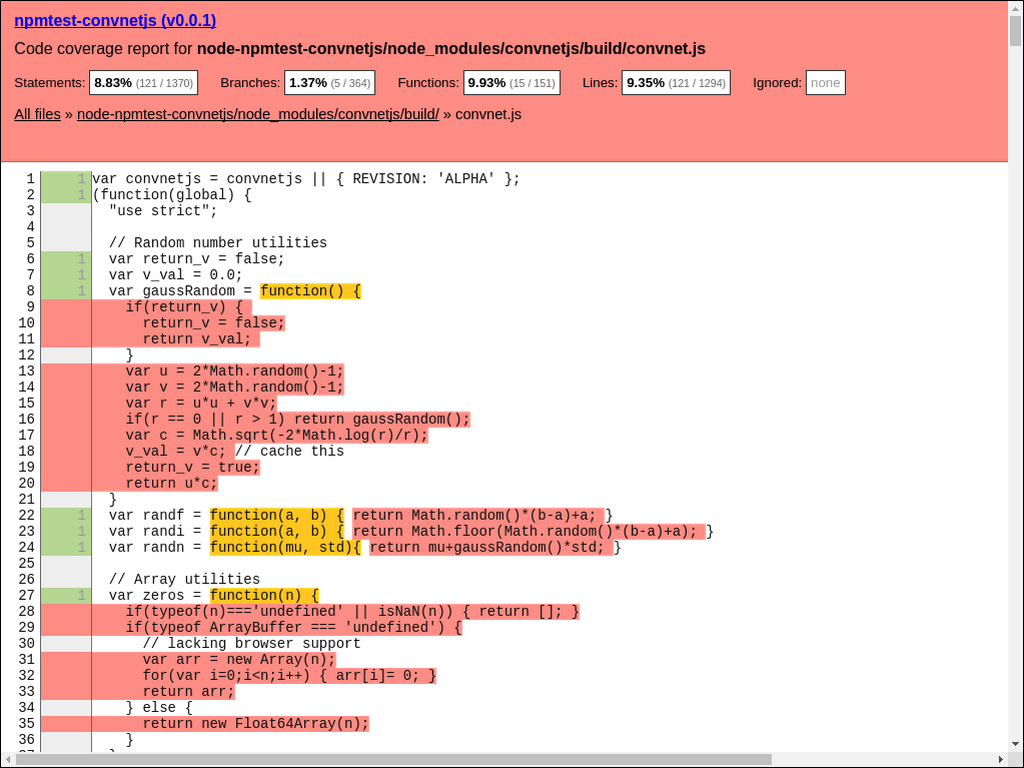 npmtest-convnetjs (v0.0.1)
Code coverage report for node-npmtest-convnetjs/node_modules/convnetjs/build/convnet.js
Statements: 8.83% (121 / 1370) Branches: 1.37% (5 / 364) Functions: 9.93% (15 / 151) Lines: 9.35% (121 / 1294) Ignored: none
All files » node-npmtest-convnetjs/node_modules/convnetjs/build/ » convnet.js
1 1 var convnetjs = convnetjs || { REVISION: 'ALPHA' };
2 1 (function(global) {
3 "use strict";
4
5 // Random number utilities
6 1 var return_v = false;
7 1 var v_val = 0.0;
8 1 var gaussRandom = function() {
9 if(return_v) {
10 return_v = false;
11 return v_val;
12 }
13 var u = 2*Math.random()-1;
14 var v = 2*Math.random()-1;
15 var r = u*u + v*v;
16 if(r == 0 || r > 1) return gaussRandom();
17 var c = Math.sqrt(-2*Math.log(r)/r);
18 v_val = v*c; // cache this
19 return_v = true;
20 return u*c;
21 }
22 1 var randf = function(a, b) { return Math.random()*(b-a)+a; }
23 1 var randi = function(a, b) { return Math.floor(Math.random()*(b-a)+a); }
24 1 var randn = function(mu, std){ return mu+gaussRandom()*std; }
25
26 // Array utilities
27 1 var zeros = function(n) {
28 if(typeof(n)==='undefined' || isNaN(n)) { return []; }
29 if(typeof ArrayBuffer === 'undefined') {
30 // lacking browser support
31 var arr = new Array(n);
32 for(var i=0;i<n;i++) { arr[i]= 0; }
33 return arr;
34 } else {
35 return new Float64Array(n);
36 }